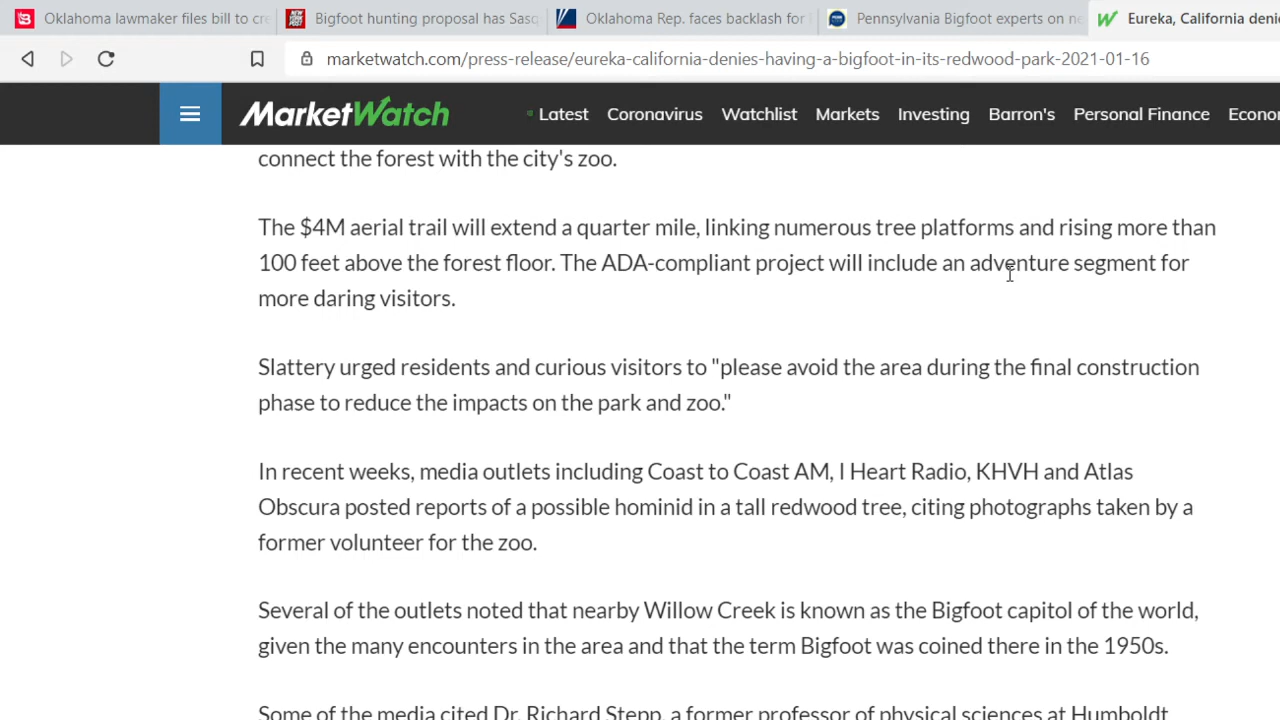 Oklahoma lawmaker files bill to cre
Bigfoot hunting proposal has Sasq
Oklahoma Rep. faces backlash for
Pennsylvania Bigfoot experts on ne
Eureka, California denie
marketwatch.com/press-release/eureka-california-denies-having-a-bigfoot-in-its-redwood-park-2021-01-16
MarketWatch
Latest Coronavirus Watchlist Markets Investing Barron's Personal Finance Econo
connect the forest with the city's zoo.
The $4M aerial trail will extend a quarter mile, linking numerous tree platforms and rising more than
100 feet above the forest floor. The ADA-compliant project will include an adventure segment for
more daring visitors.
Slattery urged residents and curious visitors to "please avoid the area during the final construction
phase to reduce the impacts on the park and zoo."
In recent weeks, media outlets including Coast to Coast AM, I Heart Radio, KHVH and Atlas
Obscura posted reports of a possible hominid in a tall redwood tree, citing photographs taken by a
former volunteer for the zoo.
Several of the outlets noted that nearby Willow Creek is known as the Bigfoot capitol of the world,
given the many encounters in the area and that the term Bigfoot was coined there in the 1950s.
Some of the media cited Dr. Richard Stepp, a former professor of physical sciences at Humboldt